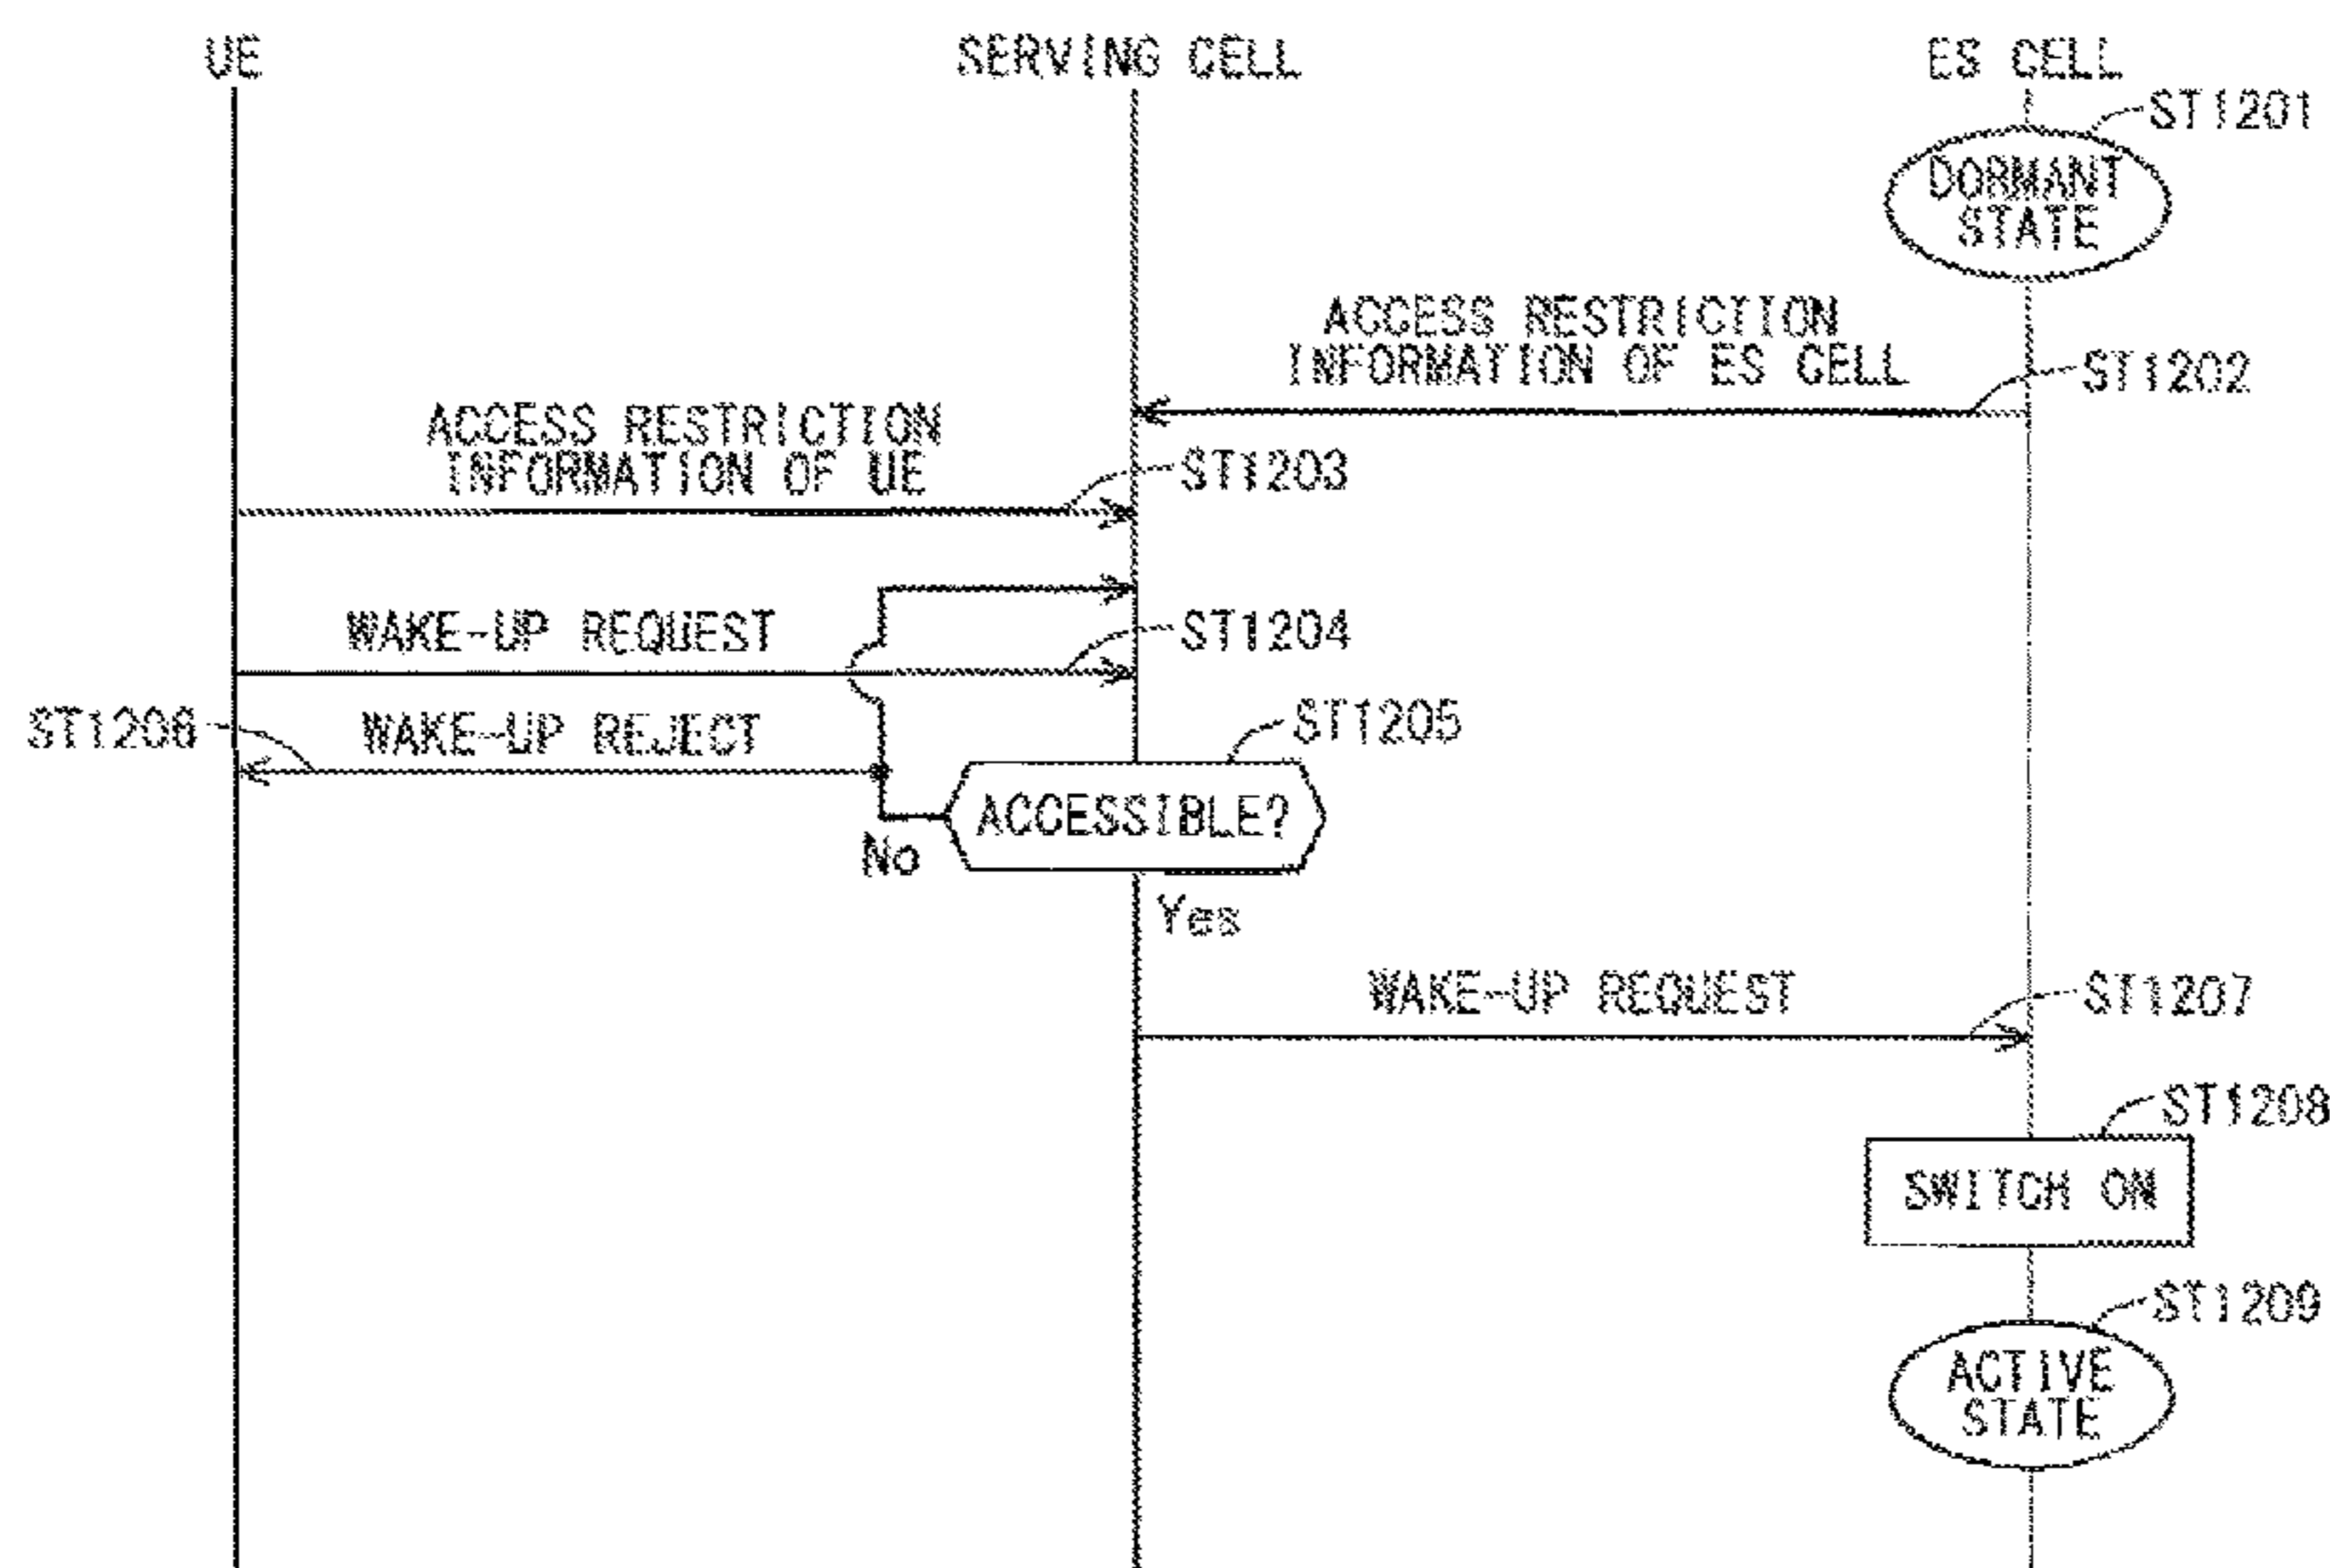 UE
SERVING CELL
ES CELL
ST1201
DORMANT
STATE
ACCESS RESTRICTION
INFORMATION OF ES CELL
ST1202
ACCESS RESTRICTION
INFORMATION OF UE
ST1203
WAKE-UP REQUEST
ST1204
ST1206
WAKE-UP REJECT
ST1205
ACCESSIBLE?
No
Yes
WAKE-UP REQUEST
ST1207
ST1208
SWITCH ON
ST1209
ACTIVE
STATE